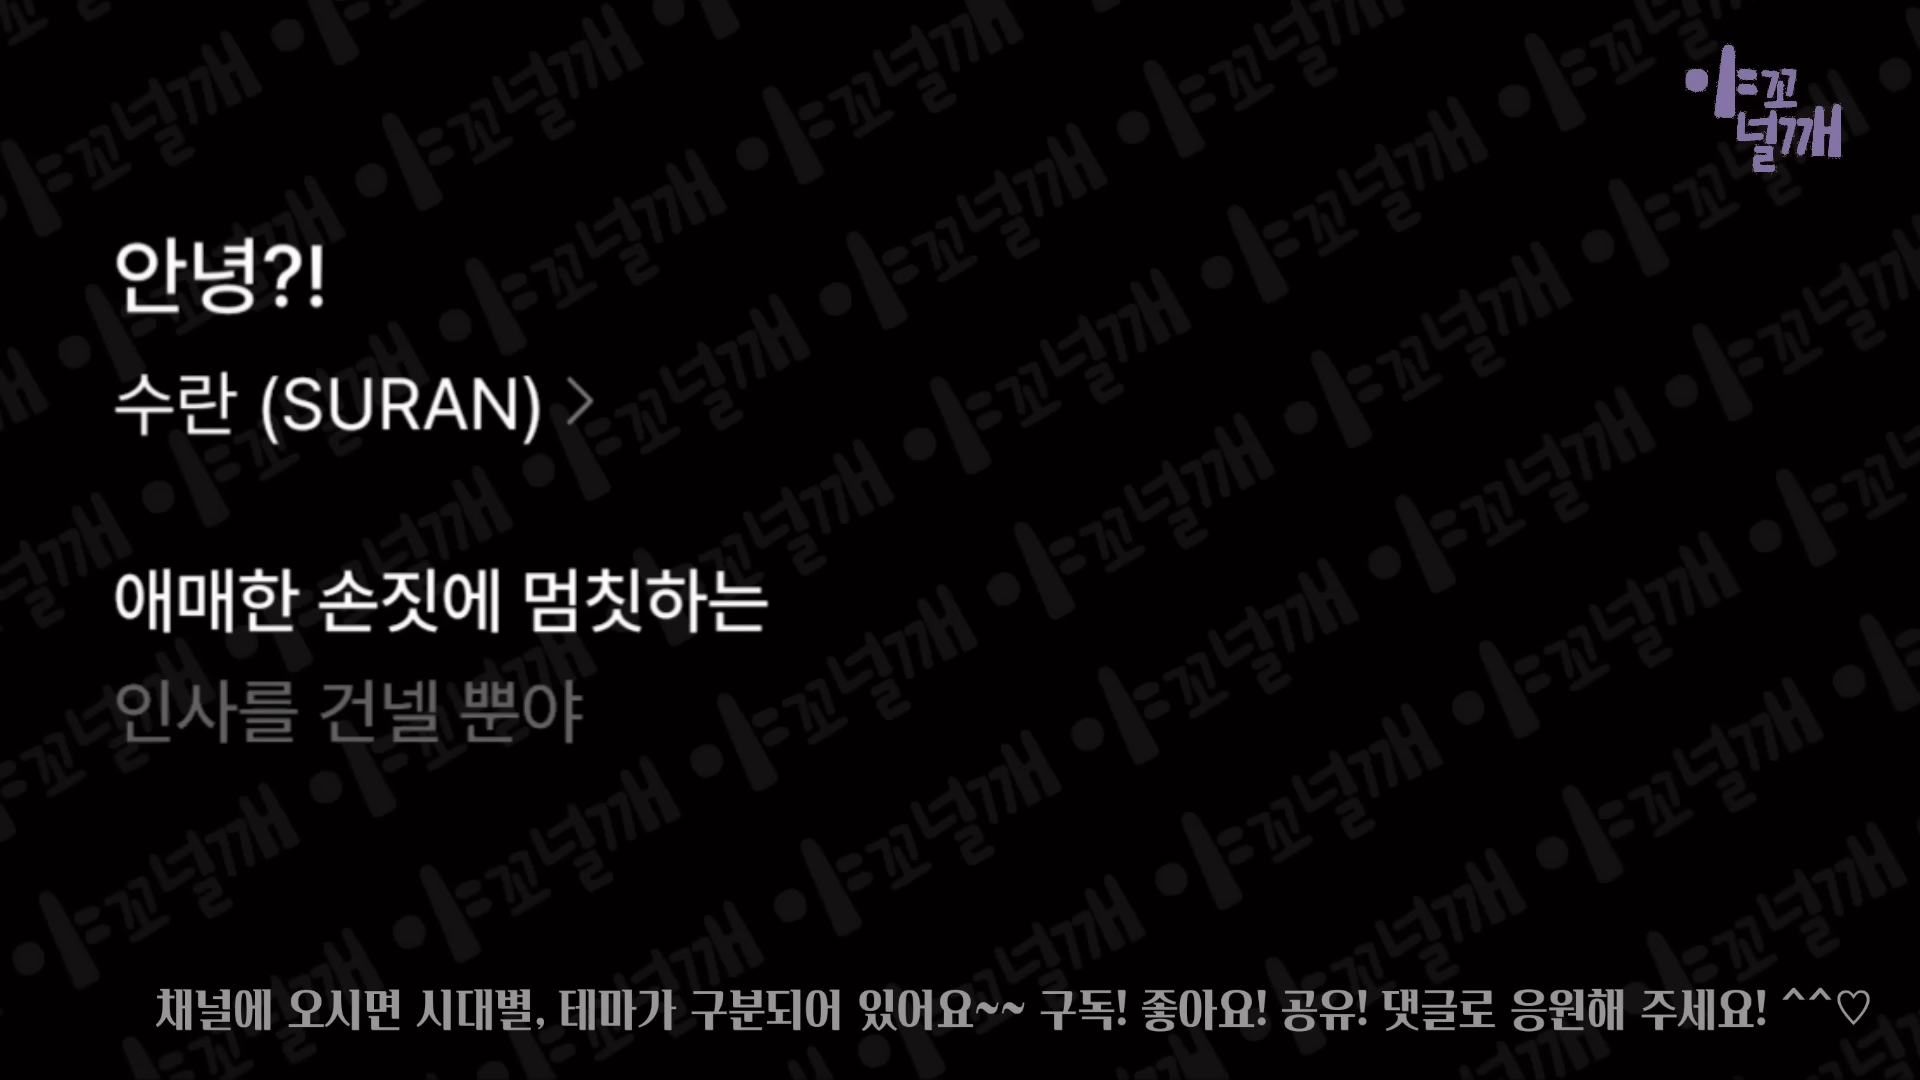 야꼬
널깨
안녕?!
수란 (SURAN) >
애매한 손짓에 멈칫하는
인사를 건넬 뿐야
채널에 오시면 시대별, 테마가 구분되어 있어요~~ 구독! 좋아요! 공유! 댓글로 응원해 주세요! ^^♡